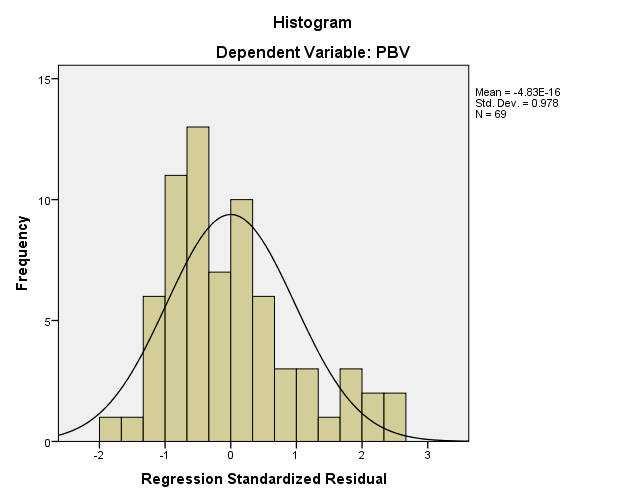 Histogram
Dependent Variable: PBV
Mean = -4.83E-16
Std. Dev. = 0.978
N = 69
Frequency
15
10
5
0
-2 -1 0 1 2 3
Regression Standardized Residual